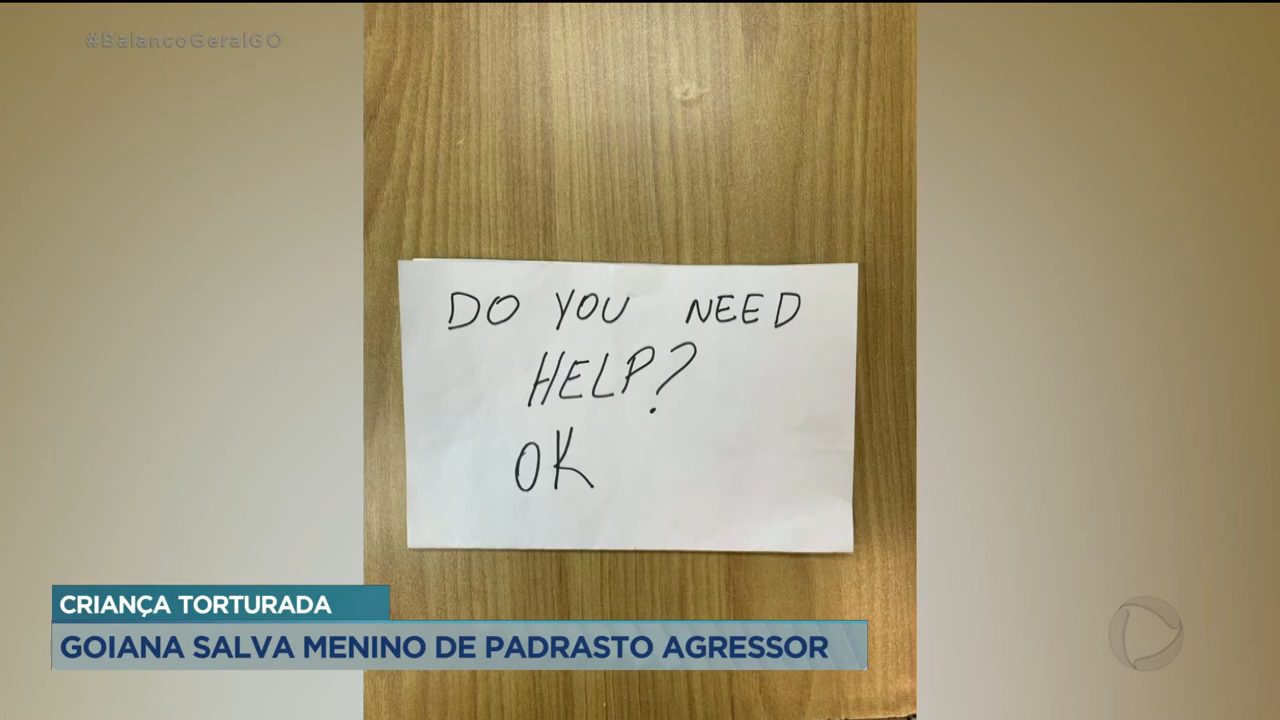 #BalancoGeralGO
DO YOU NEED
HELP?
OK
CRIANÇA TORTURADA
GOIANA SALVA MENINO DE PADRASTO AGRESSOR